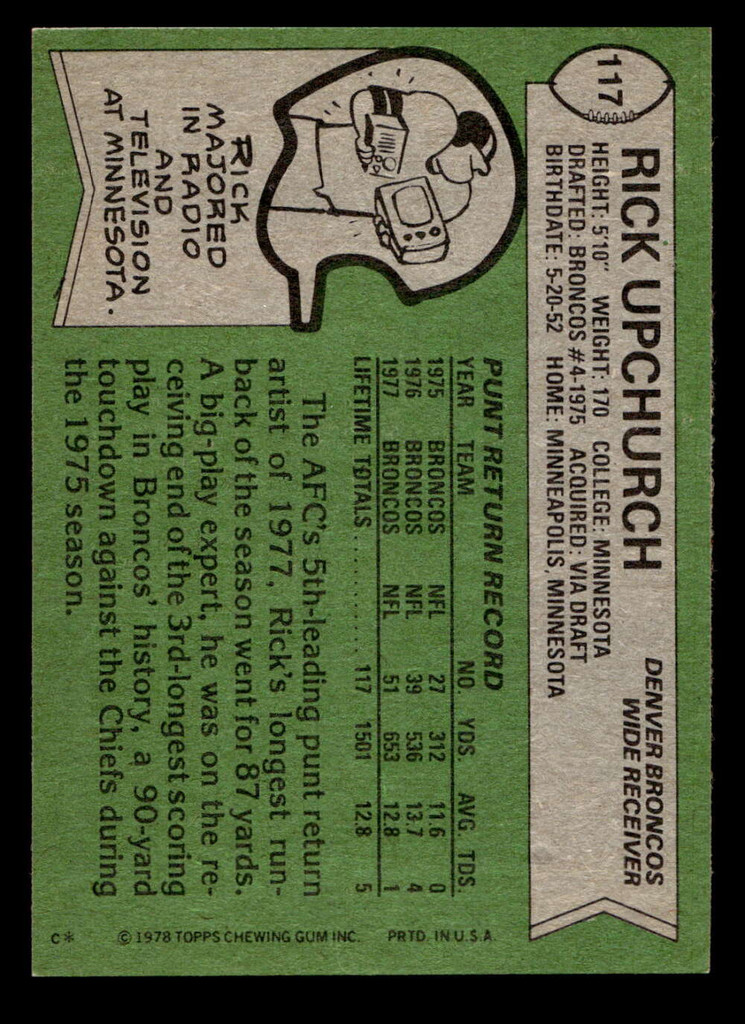 117
RICK UPCHURCH
DENVER BRONCOS
WIDE RECEIVER
HEIGHT: 5'10" WEIGHT: 170 COLLEGE: MINNESOTA
DRAFTED: BRONCOS #4-1975 ACQUIRED: VIA DRAFT
BIRTHDATE: 5-20-52 HOME: MINNEAPOLIS, MINNESOTA
RICK
MAJORED
IN RADIO
AND
TELEVISION
AT MINNESOTA.
PUNT RETURN RECORD
YEAR TEAM NO. YDS. AVG. TDS.
1975 BRONCOS NFL 27 312 11.6 0
1976 BRONCOS NFL 39 536 13.7 4
1977 BRONCOS NFL 51 653 12.8 1
LIFETIME TOTALS............ 117 1501 12.8 5
The AFC's 5th-leading punt return
artist of 1977, Rick's longest run-
back of the season went for 87 yards.
A big-play expert, he was on the re-
ceiving end of the 3rd-longest scoring
play in Broncos' history, a 90-yard
touchdown against the Chiefs during
the 1975 season.
C* © 1978 TOPPS CHEWING GUM INC. PRTD. IN U.S.A.